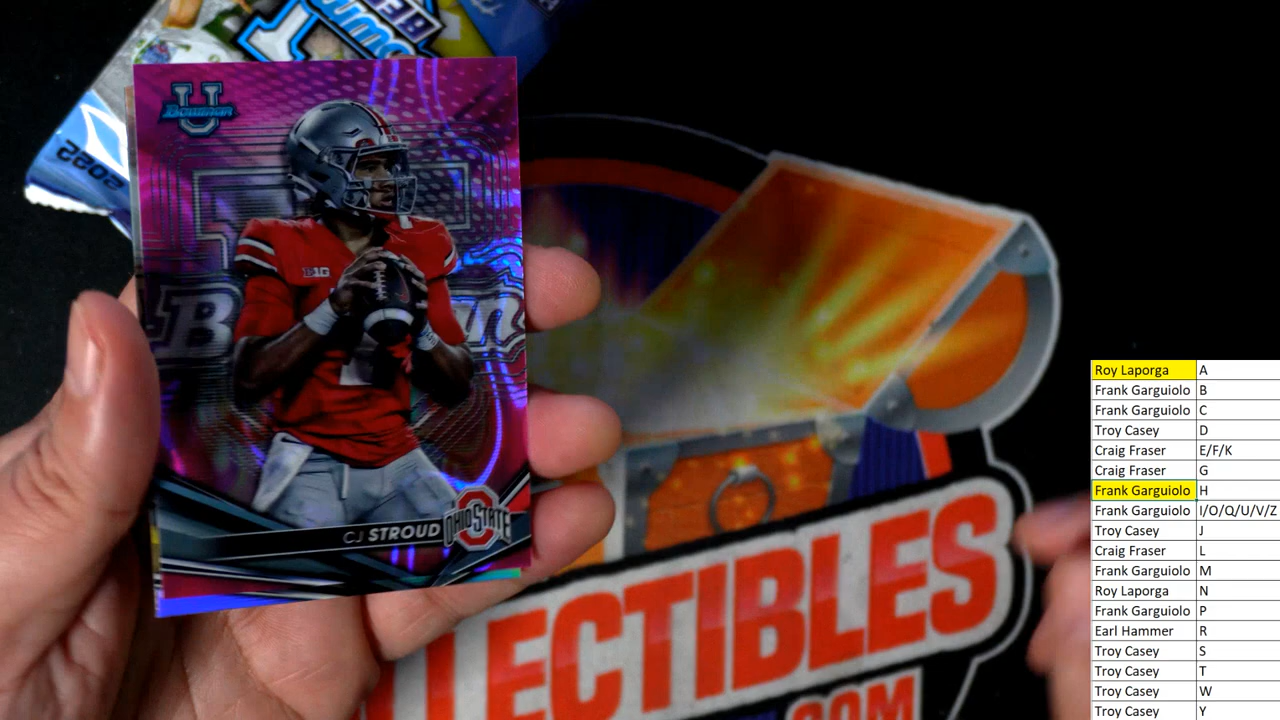 2022
U
BOWMAN
B1G
CJ STROUD
OHIO STATE
LECTIBLES
.COM
Roy Laporga A
Frank Garguiolo B
Frank Garguiolo C
Troy Casey D
Craig Fraser E/F/K
Craig Fraser G
Frank Garguiolo H
Frank Garguiolo I/O/Q/U/V/Z
Troy Casey J
Craig Fraser L
Frank Garguiolo M
Roy Laporga N
Frank Garguiolo P
Earl Hammer R
Troy Casey S
Troy Casey T
Troy Casey W
Troy Casey Y